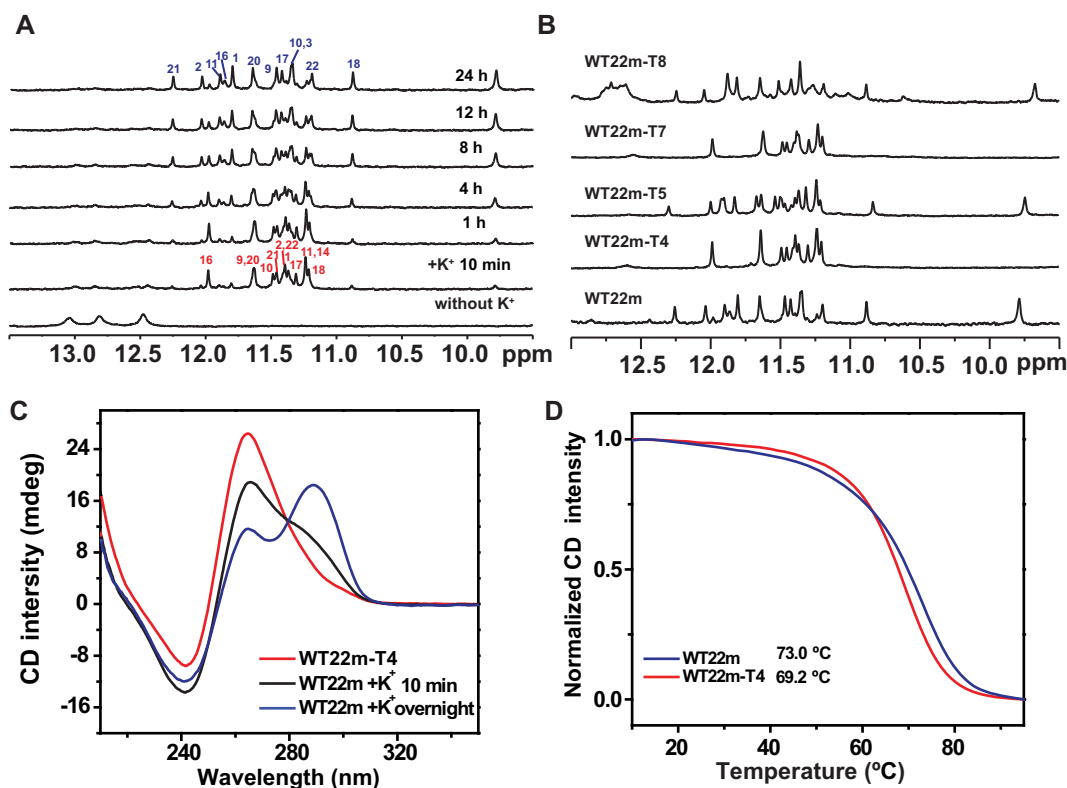 A
21 2 11 16 1 20 9 17 10,3 22 18
24 h
12 h
8 h
4 h
1 h
+K⁺ 10 min
16 9,20 10 21 2,22 1 17 11,14 18
without K⁺
13.0 12.5 12.0 11.5 11.0 10.5 10.0 ppm
B
WT22m-T8
WT22m-T7
WT22m-T5
WT22m-T4
WT22m
12.5 12.0 11.5 11.0 10.5 10.0 ppm
C
CD intersity (mdeg)
24
16
8
0
-8
-16
WT22m-T4
WT22m +K⁺ 10 min
WT22m +K⁺ overnight
240 280 320
Wavelength (nm)
D
Normalized CD intensity
1.0
0.5
0.0
WT22m 73.0 ºC
WT22m-T4 69.2 ºC
20 40 60 80
Temperature (ºC)